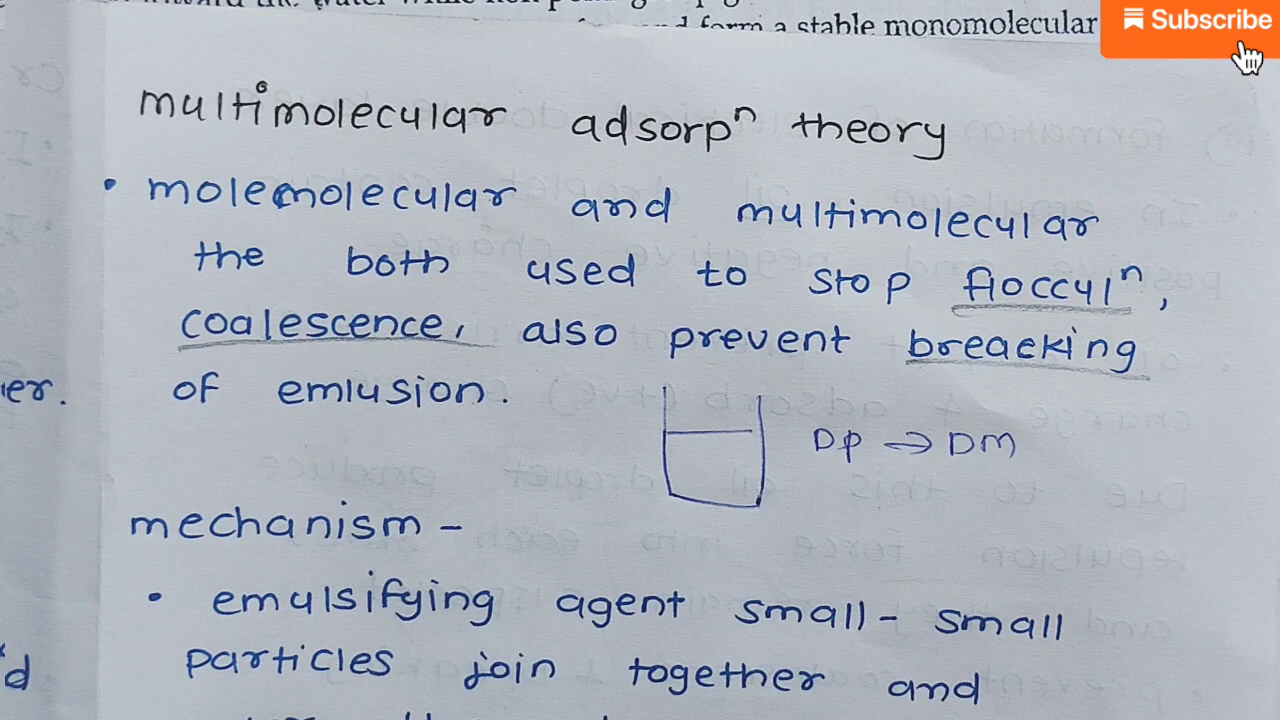 form a stable monomolecular
Subscribe
multimolecular adsorpⁿ theory
• molemolecular and multimolecular
the both used to stop flocculⁿ,
coalescence, also prevent breacking
er.
of emlusion.
DP → DM
mechanism -
• emulsifying agent small - small
'd
particles join together and